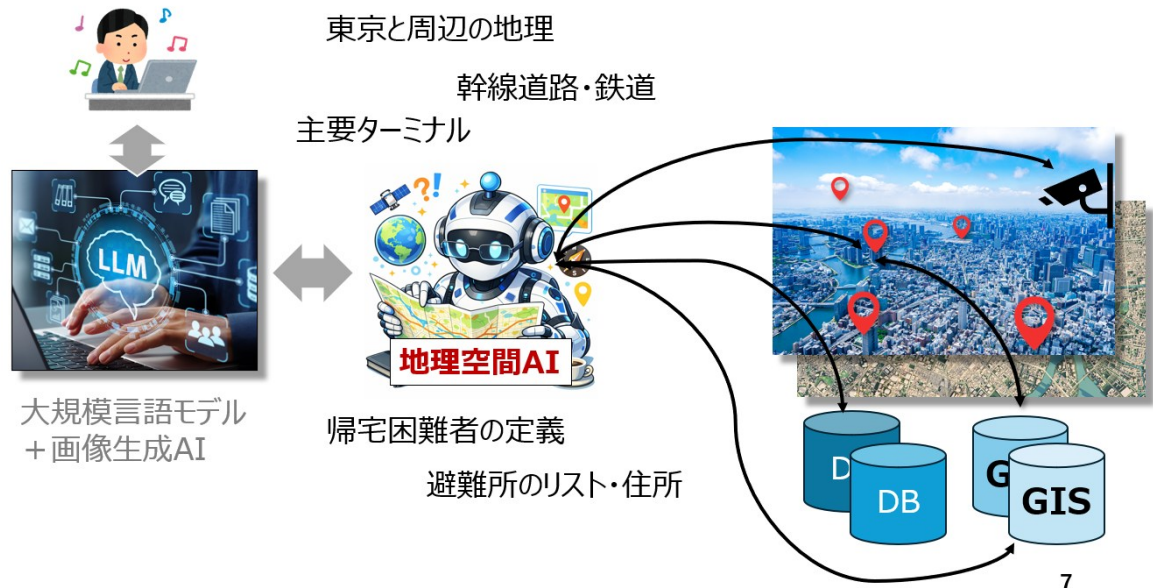 東京と周辺の地理
幹線道路・鉄道
主要ターミナル
?!
LLM
地理空間AI
大規模言語モデル
＋画像生成AI
帰宅困難者の定義
避難所のリスト・住所
D
DB
G
GIS
7